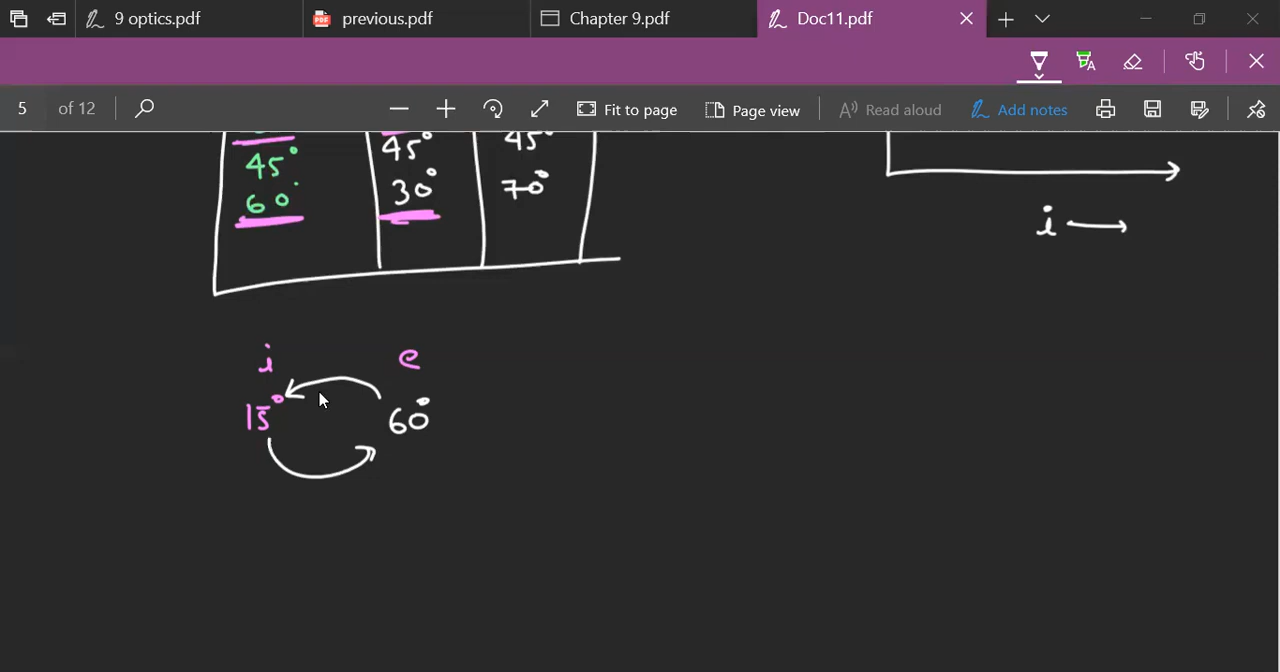 9 optics.pdf previous.pdf Chapter 9.pdf Doc11.pdf
5 of 12 Fit to page Page view Read aloud Add notes
45° 45° 45°
60° 30° 70°
i
i e
15° 60°